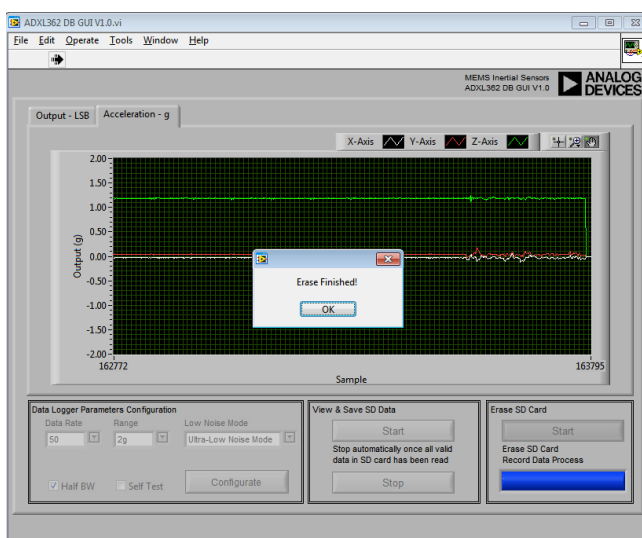 ADXL362 DB GUI V1.0.vi
File Edit Operate Tools Window Help
MEMS Inertial Sensors
ADXL362 DB GUI V1.0
ANALOG
DEVICES
Output - LSB Acceleration - g
X-Axis Y-Axis Z-Axis
2.00
1.50
1.00
0.50
0.00
-0.50
-1.00
-1.50
-2.00
Output (g)
162772 163795
Sample
Erase Finished!
OK
Data Logger Parameters Configuration
Data Rate Range Low Noise Mode
50 2g Ultra-Low Noise Mode
Half BW Self Test Configurate
View & Save SD Data
Start
Stop automatically once all valid
data in SD card has been read
Stop
Erase SD Card
Start
Erase SD Card
Record Data Process